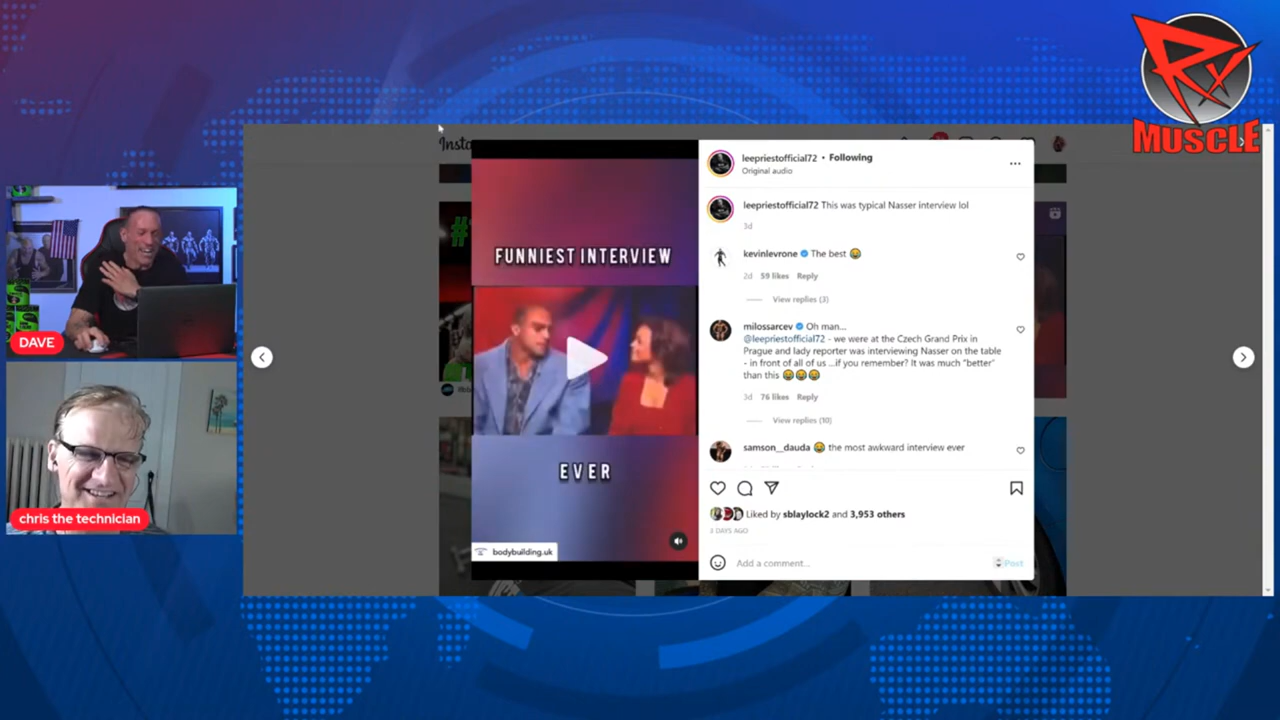 RX
MUSCLE
Insta
leepriestofficial72 • Following
Original audio
leepriestofficial72 This was typical Nasser interview lol
3d
kevinlevrone The best 😂
2d 59 likes Reply
View replies (3)
milossarcev Oh man...
@leepriestofficial72 - we were at the Czech Grand Prix in
Prague and lady reporter was interviewing Nasser on the table
- in front of all of us ...if you remember? It was much "better"
than this 😂😂😂
3d 76 likes Reply
View replies (10)
samson__dauda 😂 the most awkward interview ever
Liked by sblaylock2 and 3,953 others
3 DAYS AGO
Add a comment...
Post
FUNNIEST INTERVIEW
EVER
bodybuilding.uk
DAVE
chris the technician